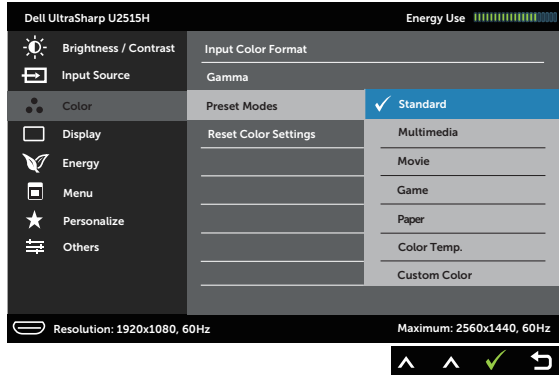 Dell UltraSharp U2515H Energy Use
Brightness / Contrast Input Color Format
Input Source Gamma
Color Preset Modes Standard
Display Reset Color Settings Multimedia
Energy Movie
Menu Game
Personalize Paper
Others Color Temp.
Custom Color
Resolution: 1920x1080, 60Hz Maximum: 2560x1440, 60Hz